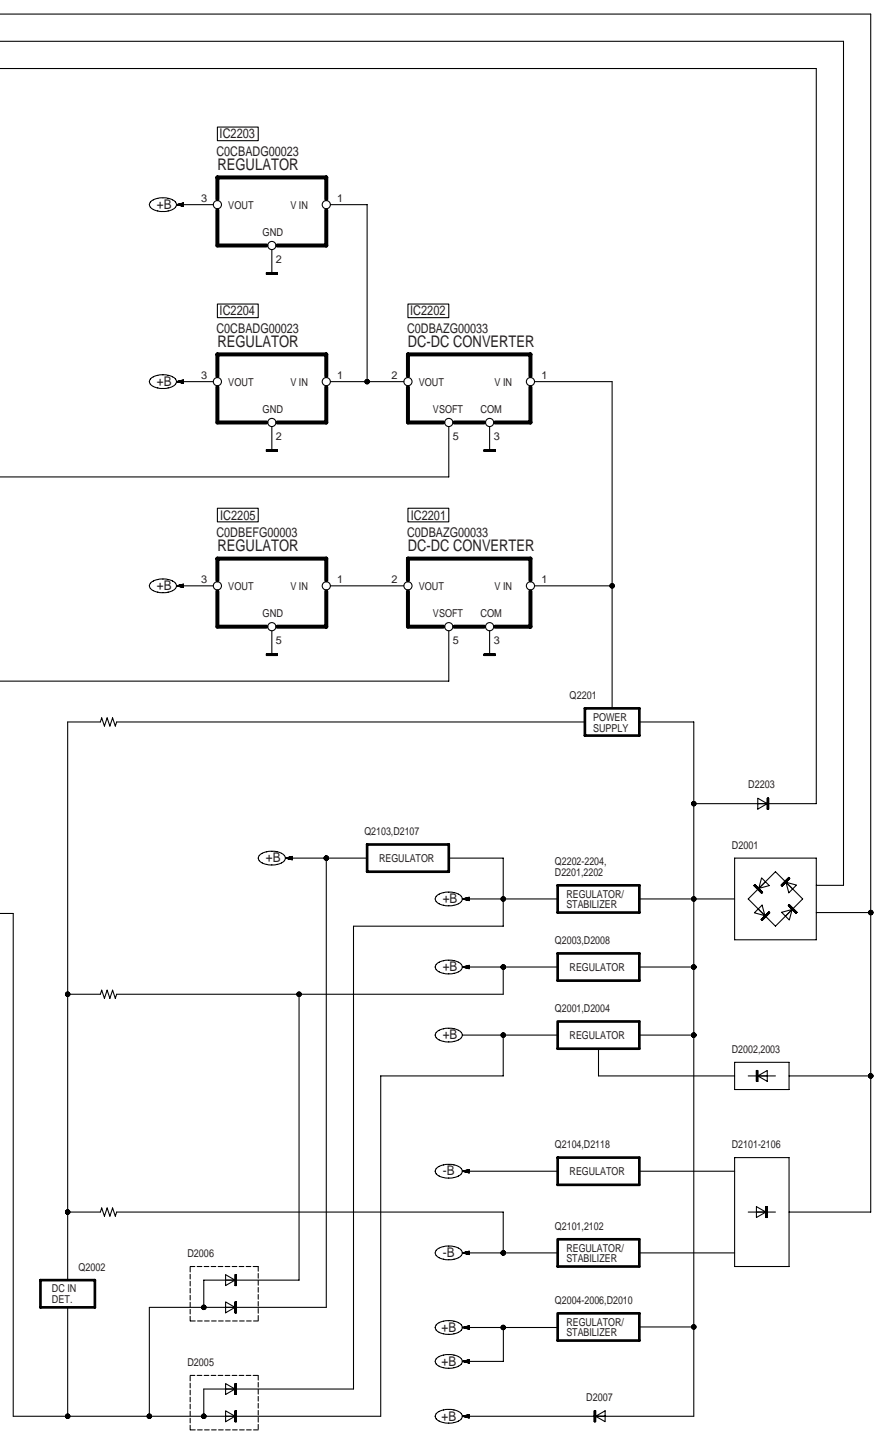 IC2203
C0CBADG00023
REGULATOR
+B 3 VOUT V IN 1
GND
2
IC2204
C0CBADG00023
REGULATOR
IC2202
C0DBAZG00033
DC-DC CONVERTER
+B 3 VOUT V IN 1 2 VOUT V IN 1
GND VSOFT COM
2 5 3
IC2205
C0DBEFG00003
REGULATOR
IC2201
C0DBAZG00033
DC-DC CONVERTER
+B 3 VOUT V IN 1 2 VOUT V IN 1
GND VSOFT COM
5 5 3
Q2201
POWER
SUPPLY
D2203
Q2103,D2107
+B REGULATOR
D2001
Q2202-2204,
D2201,2202
+B REGULATOR/
STABILIZER
Q2003,D2008
+B REGULATOR
Q2001,D2004
+B REGULATOR
D2002,2003
Q2104,D2118
-B REGULATOR
D2101-2106
Q2101,2102
-B REGULATOR/
STABILIZER
D2006
Q2002
DC IN
DET.
Q2004-2006,D2010
+B REGULATOR/
STABILIZER
+B
D2005
D2007
+B